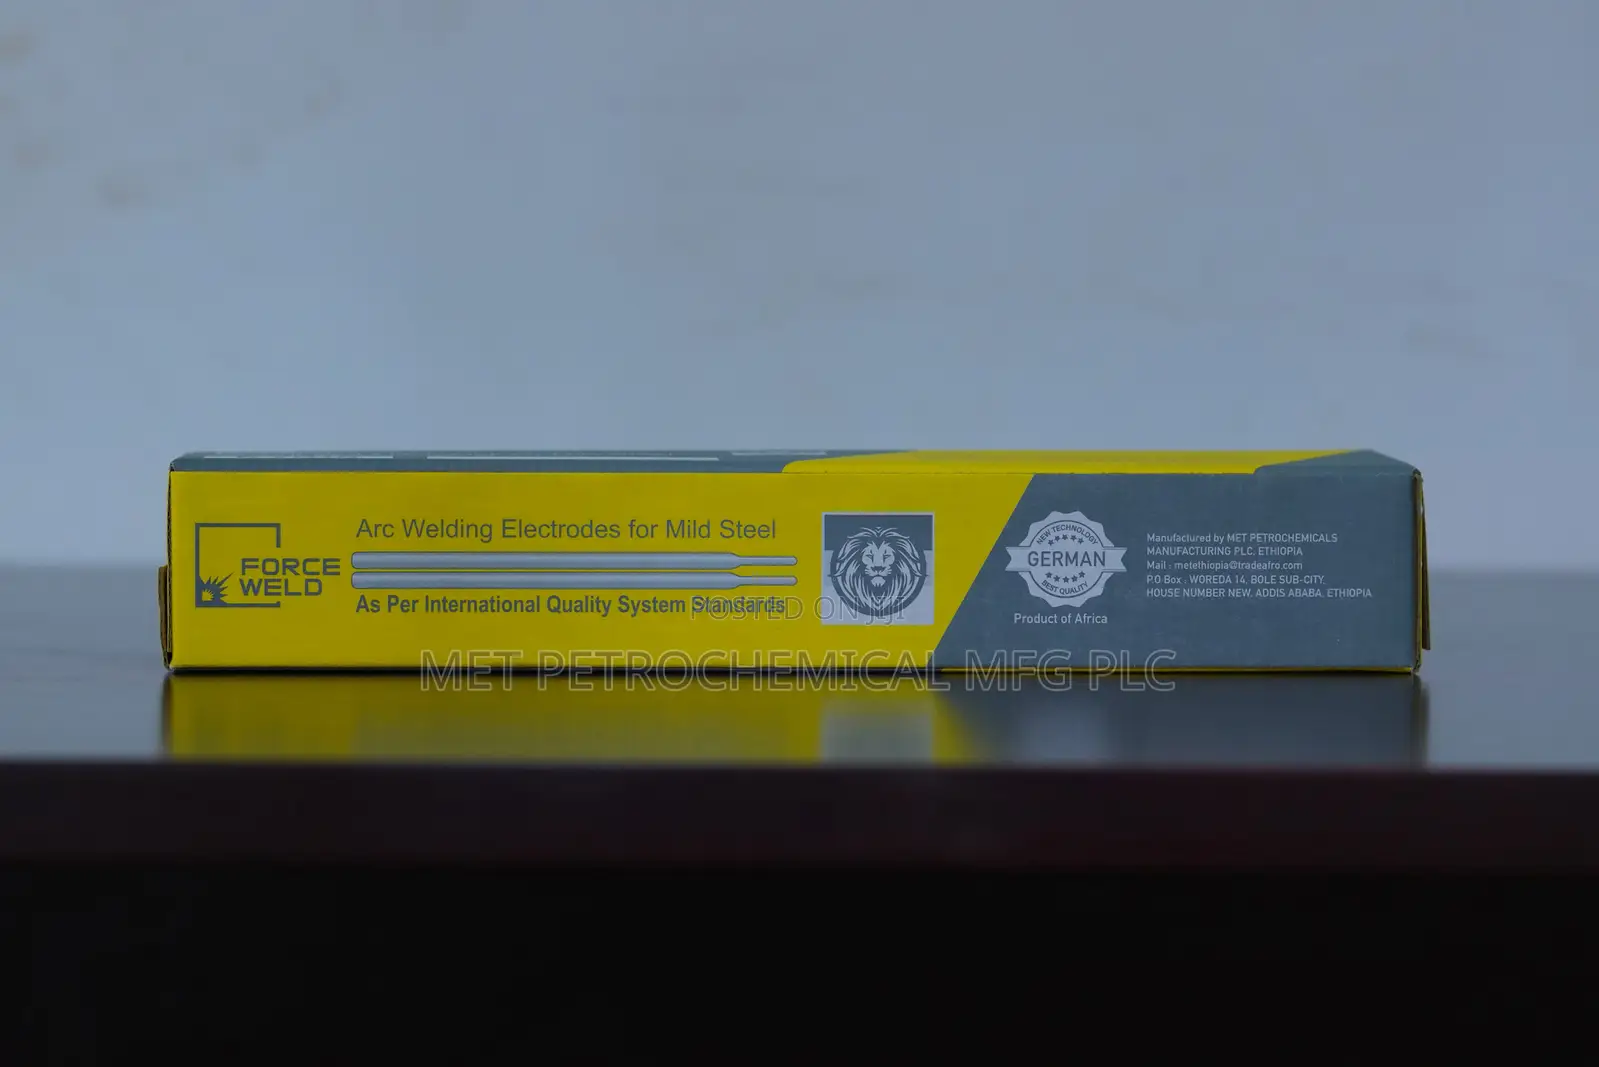 FORCE
WELD
Arc Welding Electrodes for Mild Steel
As Per International Quality System Standards
NEW TECHNOLOGY
GERMAN
BEST QUALITY
Product of Africa
Manufactured by MET PETROCHEMICALS
MANUFACTURING PLC. ETHIOPIA
Mail : metethiopia@tradeafro.com
P.O Box : WOREDA 14, BOLE SUB-CITY,
HOUSE NUMBER NEW, ADDIS ABABA, ETHIOPIA
POSTED ON JIJI
MET PETROCHEMICAL MFG PLC